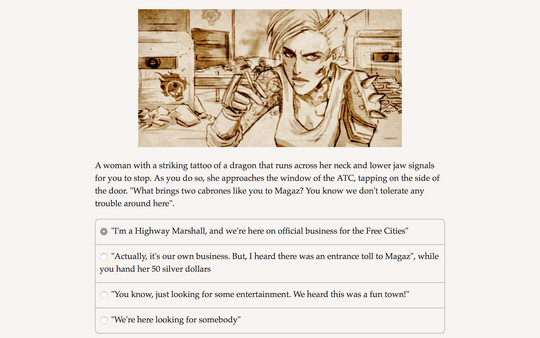 A woman with a striking tattoo of a dragon that runs across her neck and lower jaw signals
for you to stop. As you do so, she approaches the window of the ATC, tapping on the side of
the door. "What brings two cabrones like you to Magaz? You know we don't tolerate any
trouble around here".
"I'm a Highway Marshall, and we're here on official business for the Free Cities"
"Actually, it's our own business. But, I heard there was an entrance toll to Magaz", while
you hand her 50 silver dollars
"You know, just looking for some entertainment. We heard this was a fun town!"
"We're here looking for somebody"